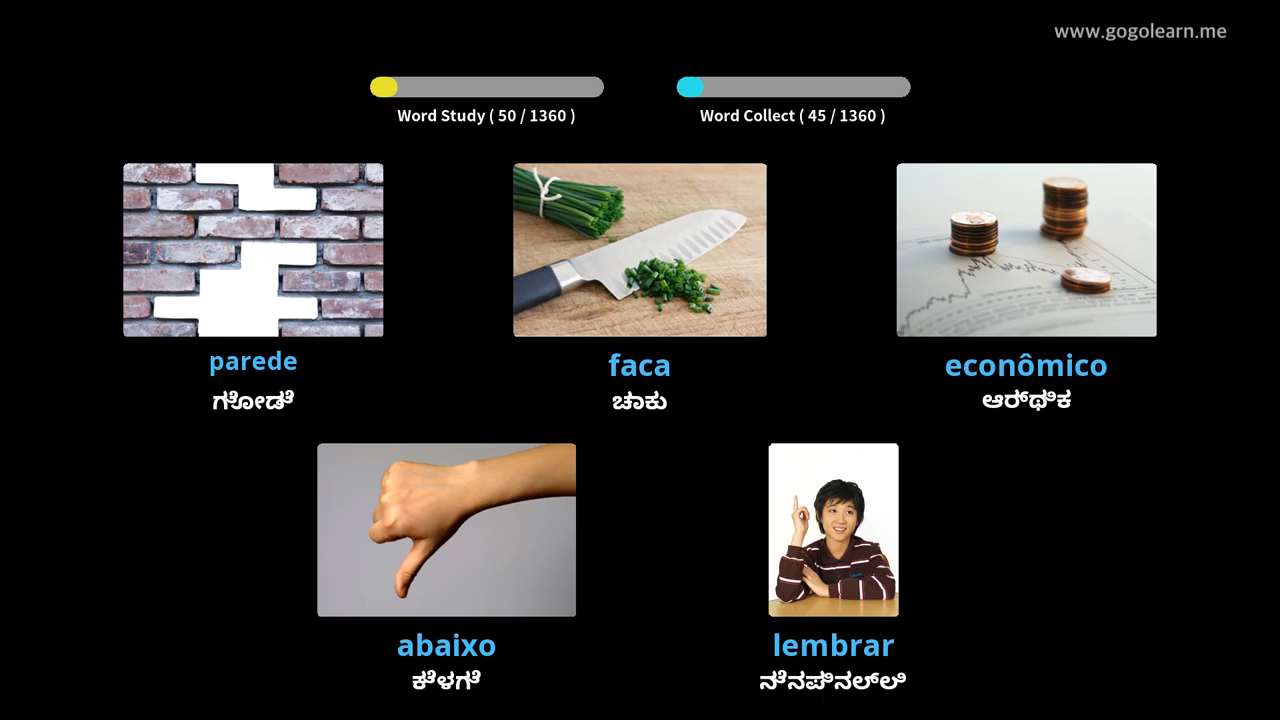 www.gogolearn.me
Word Study ( 50 / 1360 )
Word Collect ( 45 / 1360 )
parede
faca
econômico
ಗೋಡೆ
ಚಾಕು
ಆರ್ಥಿಕ
abaixo
lembrar
ಕೆಳಗೆ
ನೆನಪಿನಲ್ಲಿ